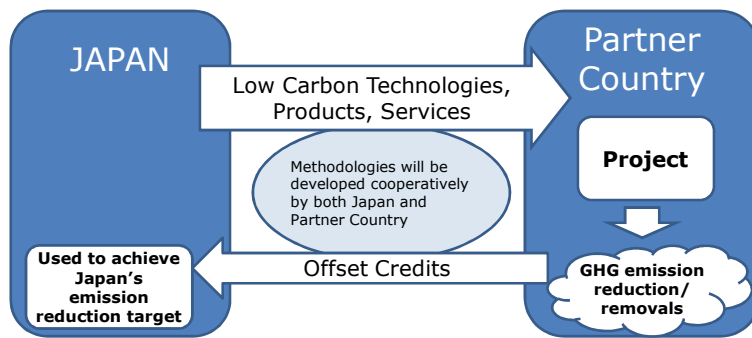 JAPAN
Partner
Country
Low Carbon Technologies,
Products, Services
Project
Methodologies will be
developed cooperatively
by both Japan and
Partner Country
Used to achieve
Japan's
emission
reduction target
Offset Credits
GHG emission
reduction/
removals